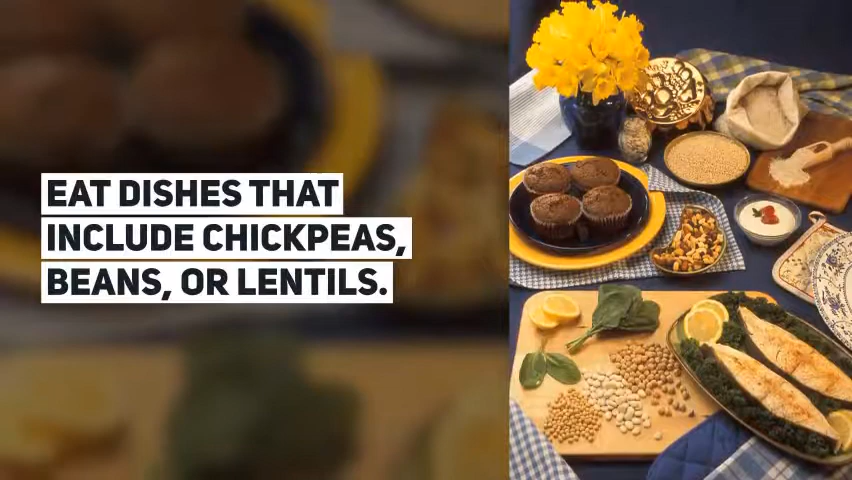 EAT DISHES THAT
INCLUDE CHICKPEAS,
BEANS, OR LENTILS.